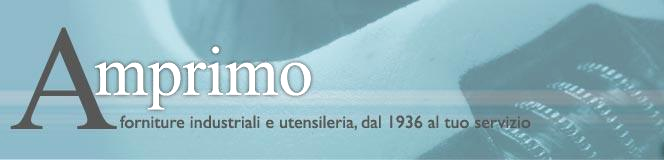 Amprimo
forniture industriali e utensileria, dal 1936 al tuo servizio